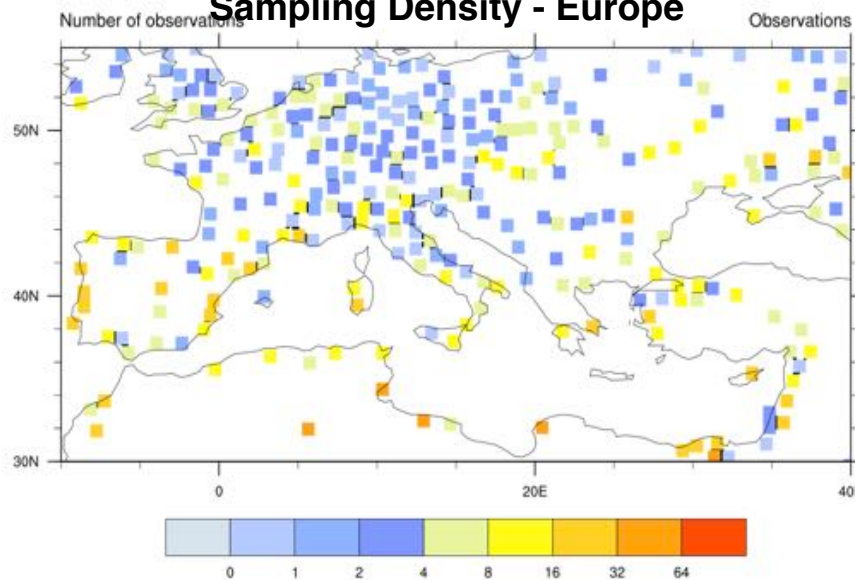 Sampling Density - Europe
Number of observations Observations
50N
40N
30N
0 20E 40
0 1 2 4 8 16 32 64